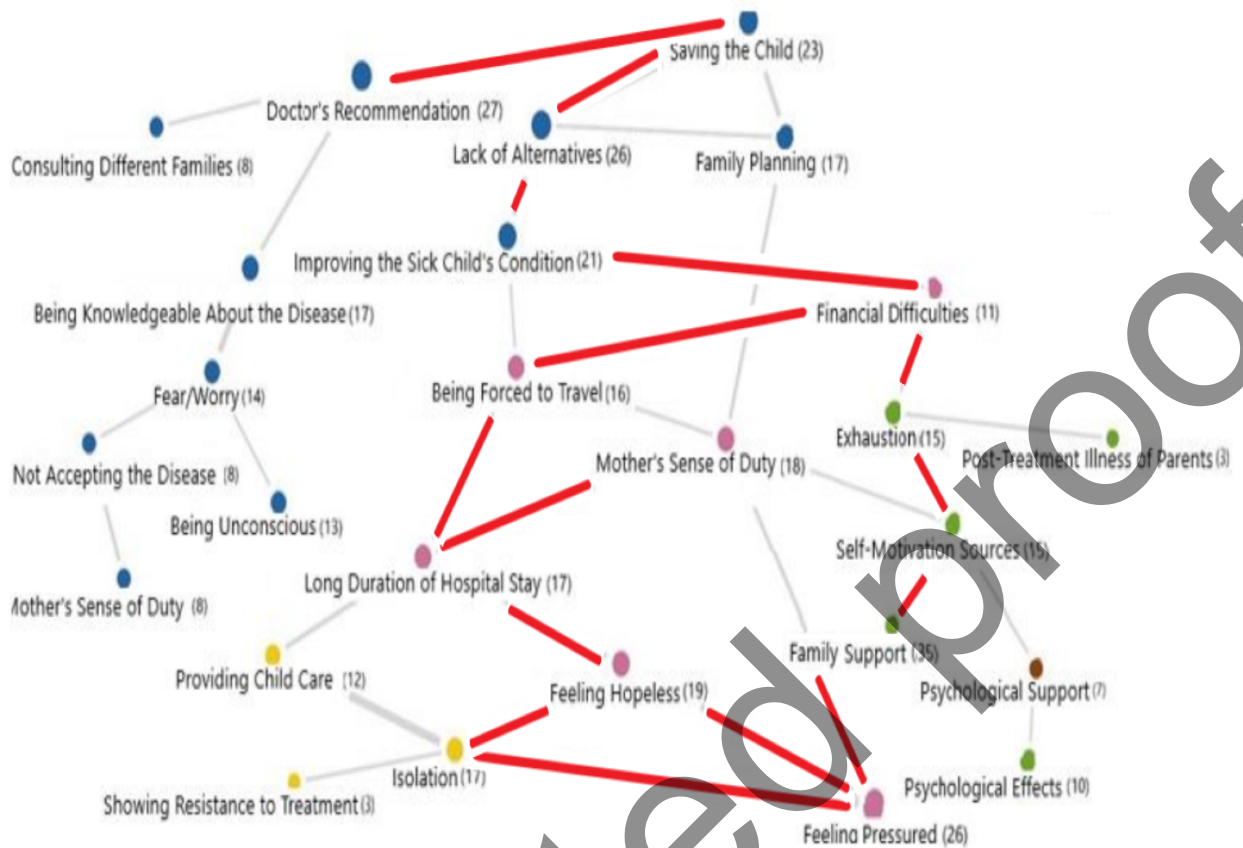 Saving the Child (23)
Doctor's Recommendation (27)
Lack of Alternatives (26)
Family Planning (17)
Consulting Different Families (8)
Improving the Sick Child's Condition (21)
Being Knowledgeable About the Disease (17)
Financial Difficulties (11)
Fear/Worry (14)
Being Forced to Travel (16)
Exhaustion (15)
Post-Treatment Illness of Parents (3)
Mother's Sense of Duty (18)
Not Accepting the Disease (8)
Being Unconscious (13)
Self-Motivation Sources (15)
Long Duration of Hospital Stay (17)
Mother's Sense of Duty (8)
Family Support (35)
Providing Child Care (12)
Feeling Hopeless (19)
Psychological Support (7)
Isolation (17)
Psychological Effects (10)
Showing Resistance to Treatment (3)
Feeling Pressured (26)
ted proof